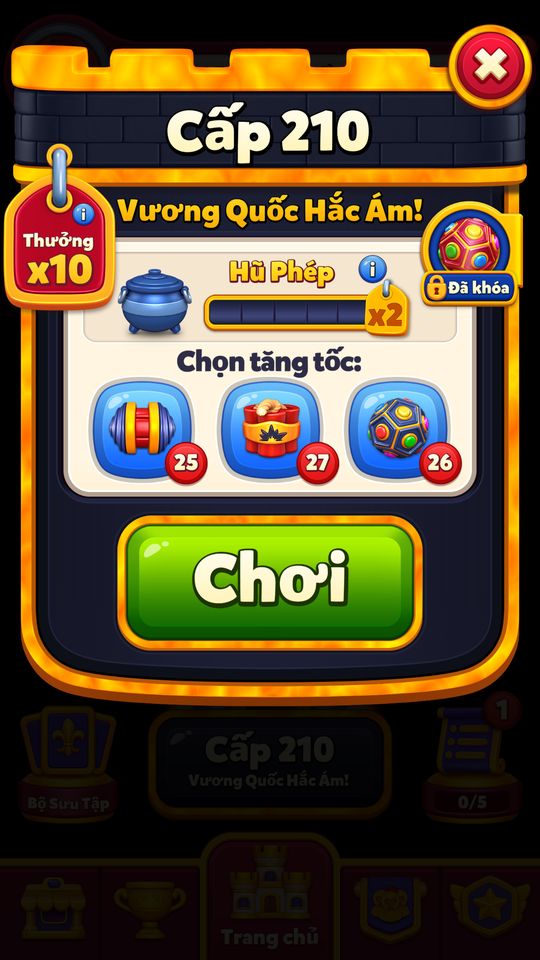 Cấp 210
Vương Quốc Hắc Ám!
Thưởng
x10
Hũ Phép
x2
Đã khóa
Chọn tăng tốc:
25
27
26
Chơi
Cấp 210
Vương Quốc Hắc Ám!
1
Bộ Sưu Tập
0/5
Trang chủ